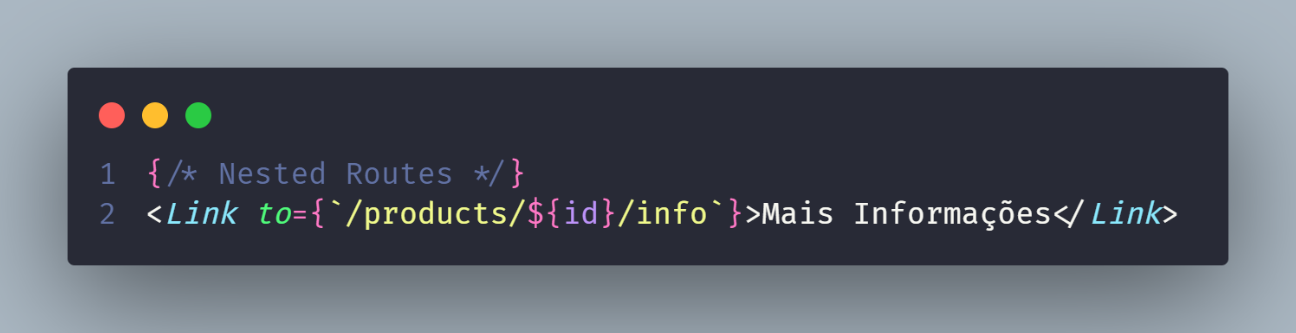 1 {/* Nested Routes */}
2 <Link to={`/products/${id}/info`}>Mais Informações</Link>